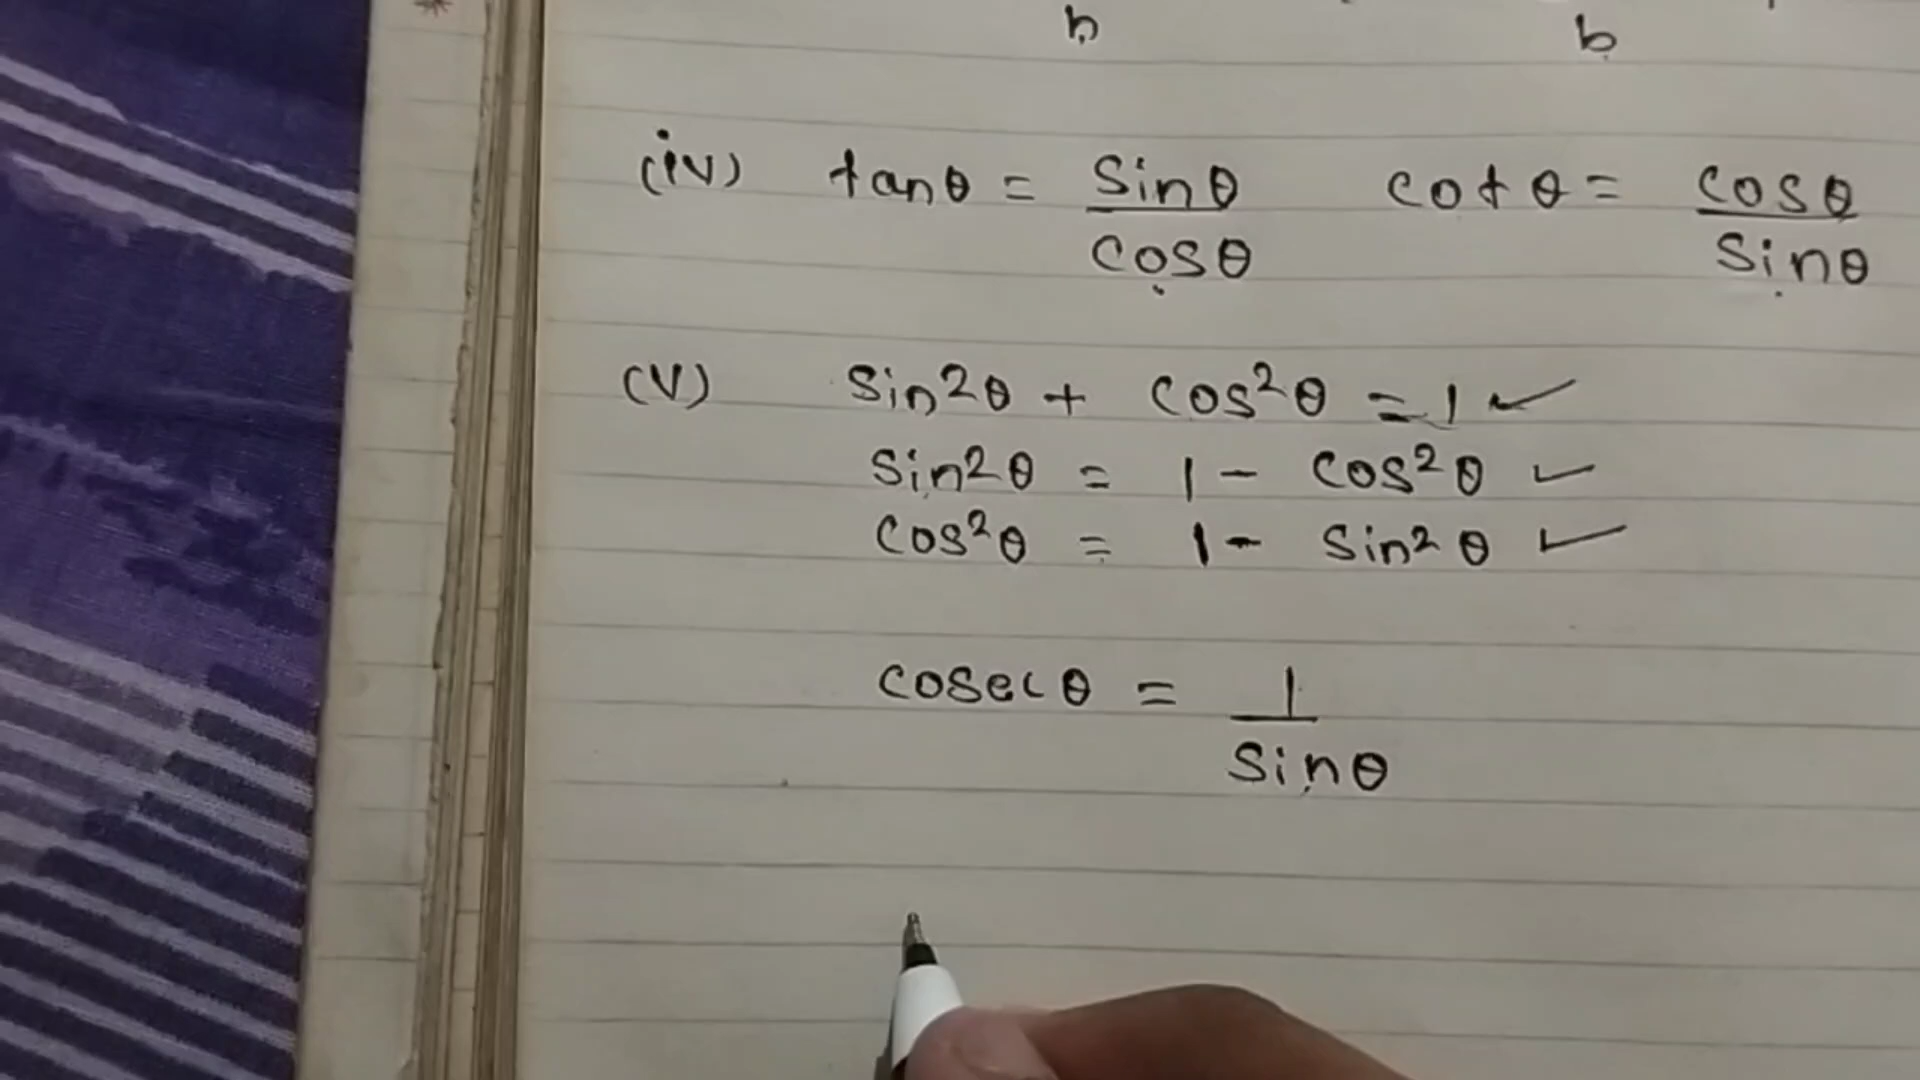 h b
(iv) tanθ = sinθ/cosθ cotθ = cosθ/sinθ
(v) sin²θ + cos²θ = 1 ✓
sin²θ = 1 - cos²θ ✓
cos²θ = 1 - sin²θ ✓
cosecθ = 1/sinθ